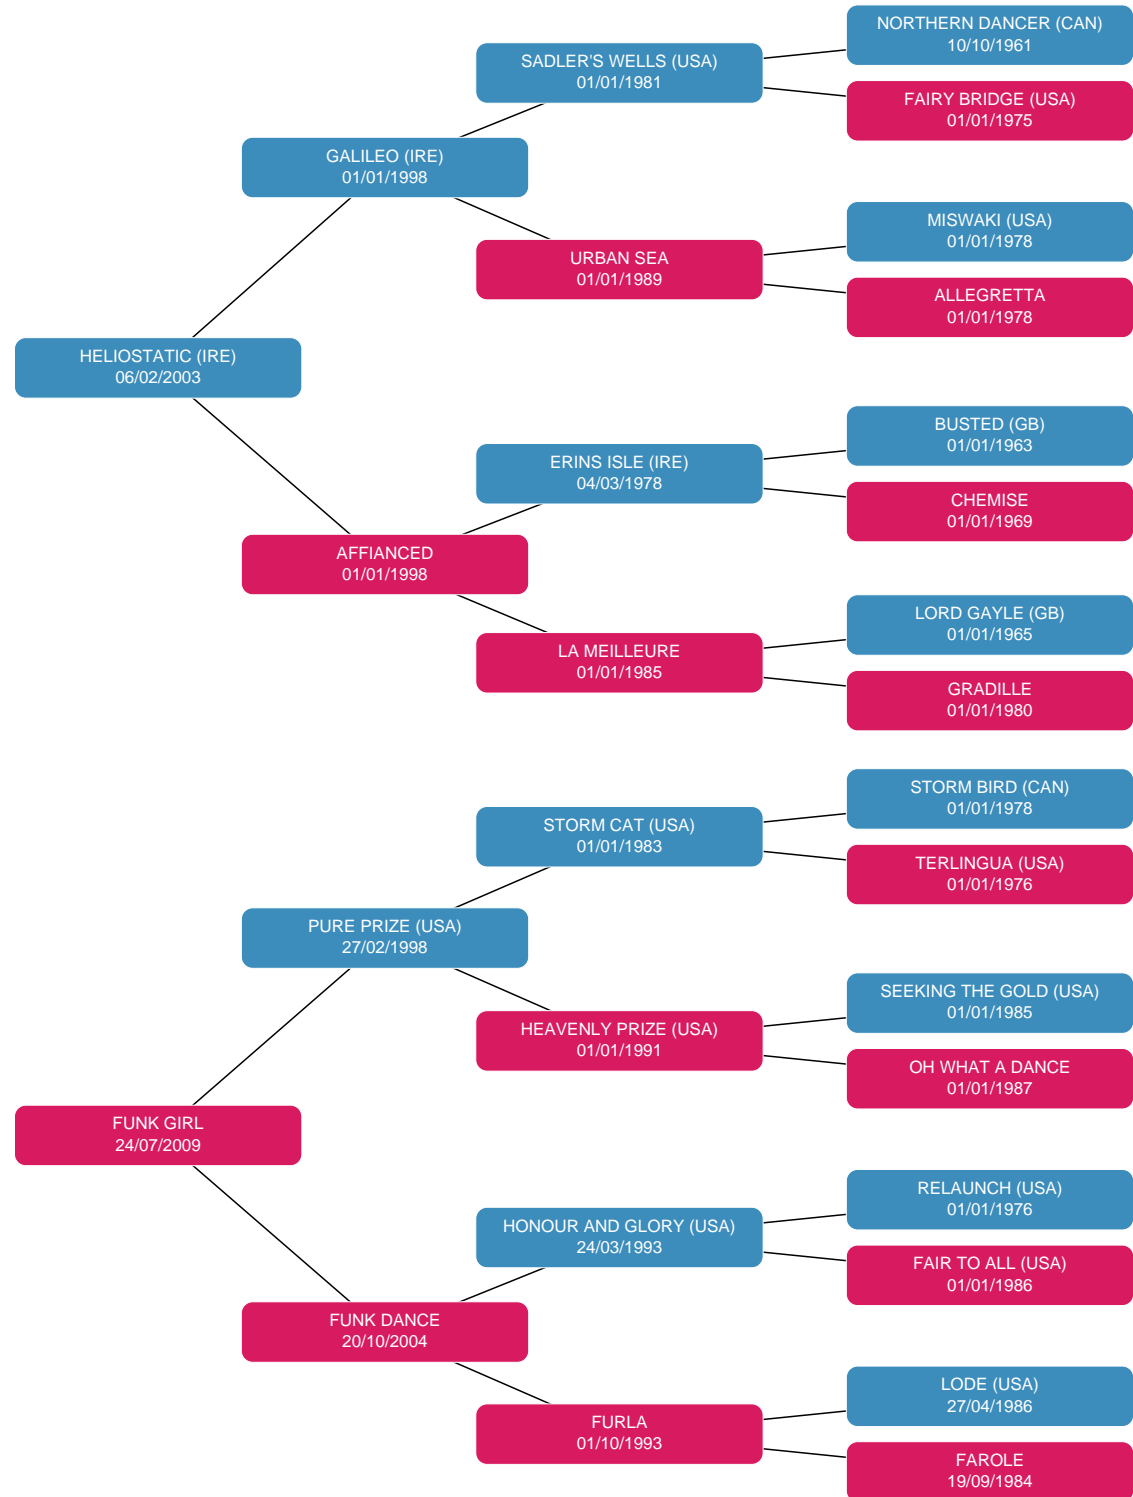 NORTHERN DANCER (CAN)
10/10/1961
SADLER'S WELLS (USA)
01/01/1981
FAIRY BRIDGE (USA)
01/01/1975
GALILEO (IRE)
01/01/1998
MISWAKI (USA)
01/01/1978
URBAN SEA
01/01/1989
ALLEGRETTA
01/01/1978
HELIOSTATIC (IRE)
06/02/2003
BUSTED (GB)
01/01/1963
ERINS ISLE (IRE)
04/03/1978
CHEMISE
01/01/1969
AFFIANCED
01/01/1998
LORD GAYLE (GB)
01/01/1965
LA MEILLEURE
01/01/1985
GRADILLE
01/01/1980
STORM BIRD (CAN)
01/01/1978
STORM CAT (USA)
01/01/1983
TERLINGUA (USA)
01/01/1976
PURE PRIZE (USA)
27/02/1998
SEEKING THE GOLD (USA)
01/01/1985
HEAVENLY PRIZE (USA)
01/01/1991
OH WHAT A DANCE
01/01/1987
FUNK GIRL
24/07/2009
RELAUNCH (USA)
01/01/1976
HONOUR AND GLORY (USA)
24/03/1993
FAIR TO ALL (USA)
01/01/1986
FUNK DANCE
20/10/2004
LODE (USA)
27/04/1986
FURLA
01/10/1993
FAROLE
19/09/1984